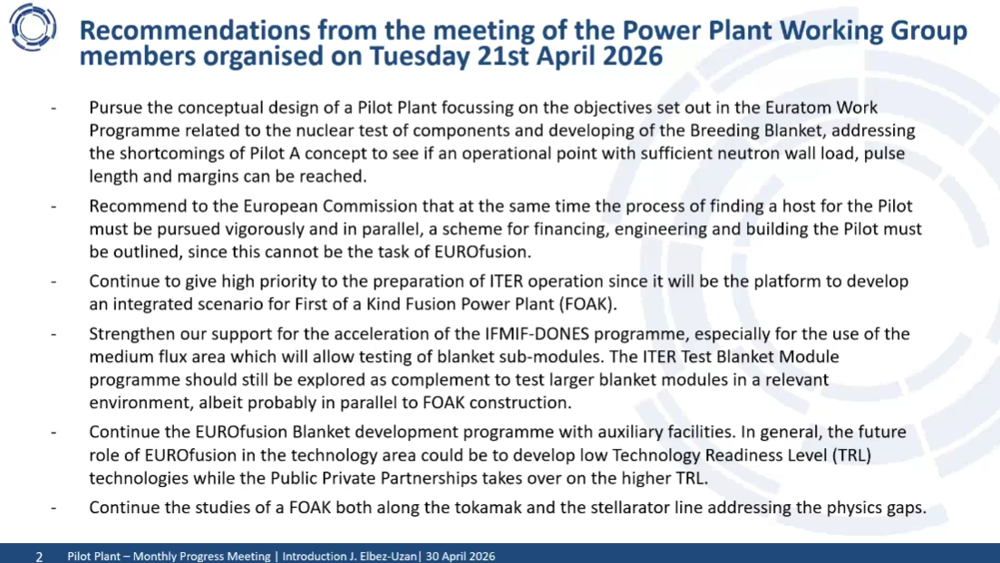 Recommendations from the meeting of the Power Plant Working Group
members organised on Tuesday 21st April 2026
- Pursue the conceptual design of a Pilot Plant focussing on the objectives set out in the Euratom Work
Programme related to the nuclear test of components and developing of the Breeding Blanket, addressing
the shortcomings of Pilot A concept to see if an operational point with sufficient neutron wall load, pulse
length and margins can be reached.
- Recommend to the European Commission that at the same time the process of finding a host for the Pilot
must be pursued vigorously and in parallel, a scheme for financing, engineering and building the Pilot must
be outlined, since this cannot be the task of EUROfusion.
- Continue to give high priority to the preparation of ITER operation since it will be the platform to develop
an integrated scenario for First of a Kind Fusion Power Plant (FOAK).
- Strengthen our support for the acceleration of the IFMIF-DONES programme, especially for the use of the
medium flux area which will allow testing of blanket sub-modules. The ITER Test Blanket Module
programme should still be explored as complement to test larger blanket modules in a relevant
environment, albeit probably in parallel to FOAK construction.
- Continue the EUROfusion Blanket development programme with auxiliary facilities. In general, the future
role of EUROfusion in the technology area could be to develop low Technology Readiness Level (TRL)
technologies while the Public Private Partnerships takes over on the higher TRL.
- Continue the studies of a FOAK both along the tokamak and the stellarator line addressing the physics gaps.
2 Pilot Plant – Monthly Progress Meeting | Introduction J. Elbez-Uzan| 30 April 2026